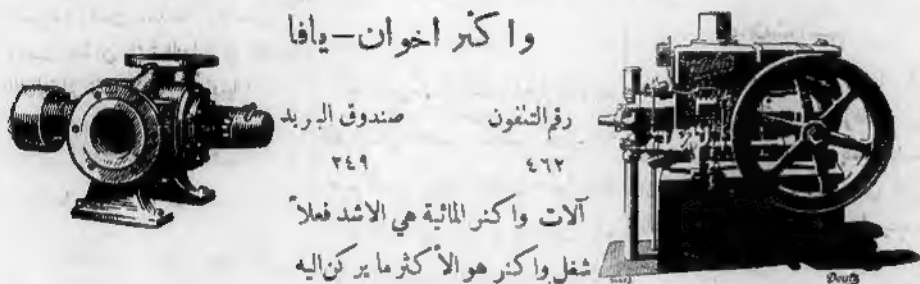 واكنر اخوان – يافا
رقم التلفون صندوق البريد
٤٦٢ ٣٤٩
آلات واكنر المائية هي الاشد فعلاً
شغل واكنر هو الأكثر ما يركن اليه
Deutz